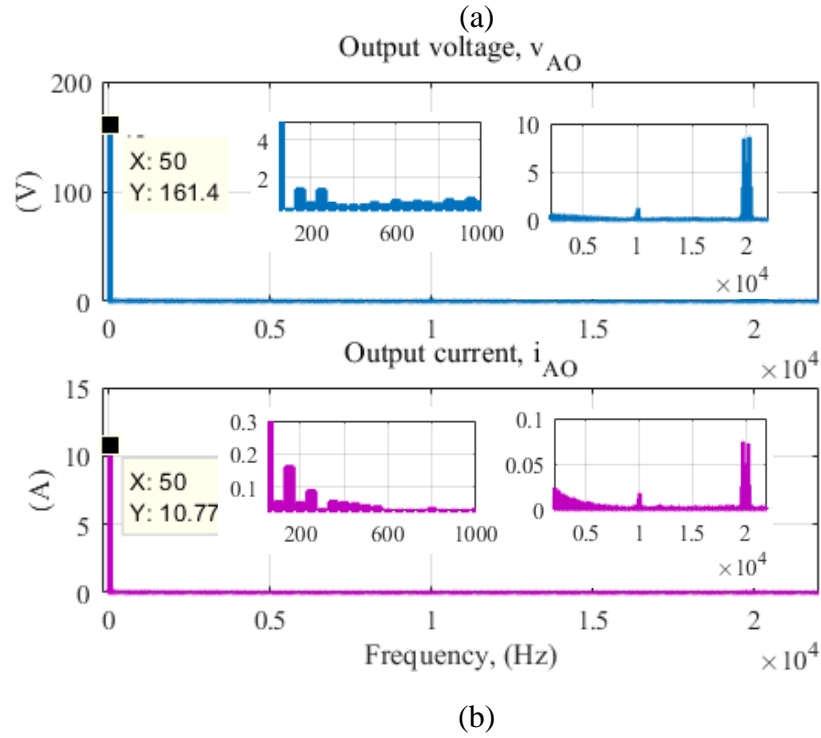 (a)
Output voltage, v_AO
200
100
0
(V)
X: 50
Y: 161.4
4
2
200 600 1000
10
5
0
0.5 1 1.5 2
×10^4
0 0.5 1 1.5 2
×10^4
Output current, i_AO
15
10
5
0
(A)
X: 50
Y: 10.77
0.3
0.2
0.1
200 600 1000
0.1
0.05
0
0.5 1 1.5 2
×10^4
0 0.5 1 1.5 2
×10^4
Frequency, (Hz)
(b)